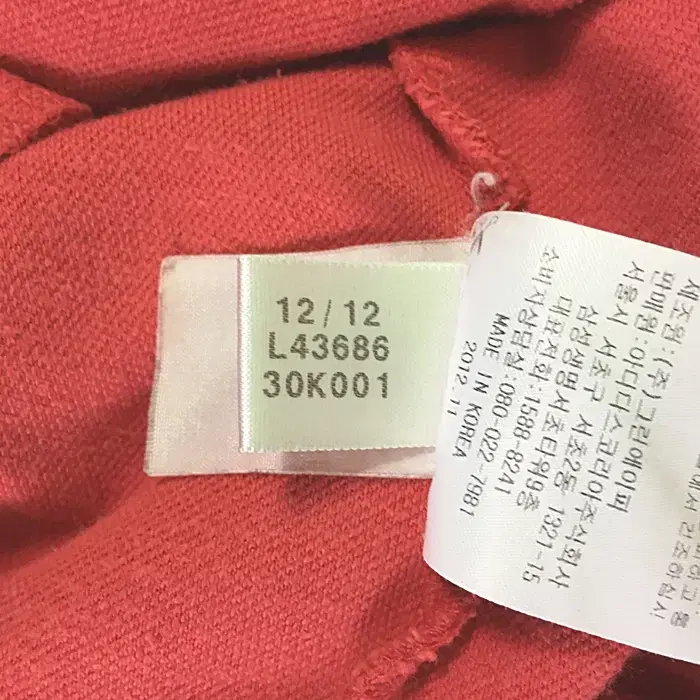 12/12
L43686
30K001
제조원:(주)그리에이피
판매원:아디다스코리아주식회사
서울시 서초구 서초2동 1321-15
삼성생명서초타워9층
대표전화:1588-8241
소비자상담실:080-022-7981
MADE IN KOREA
2012.11